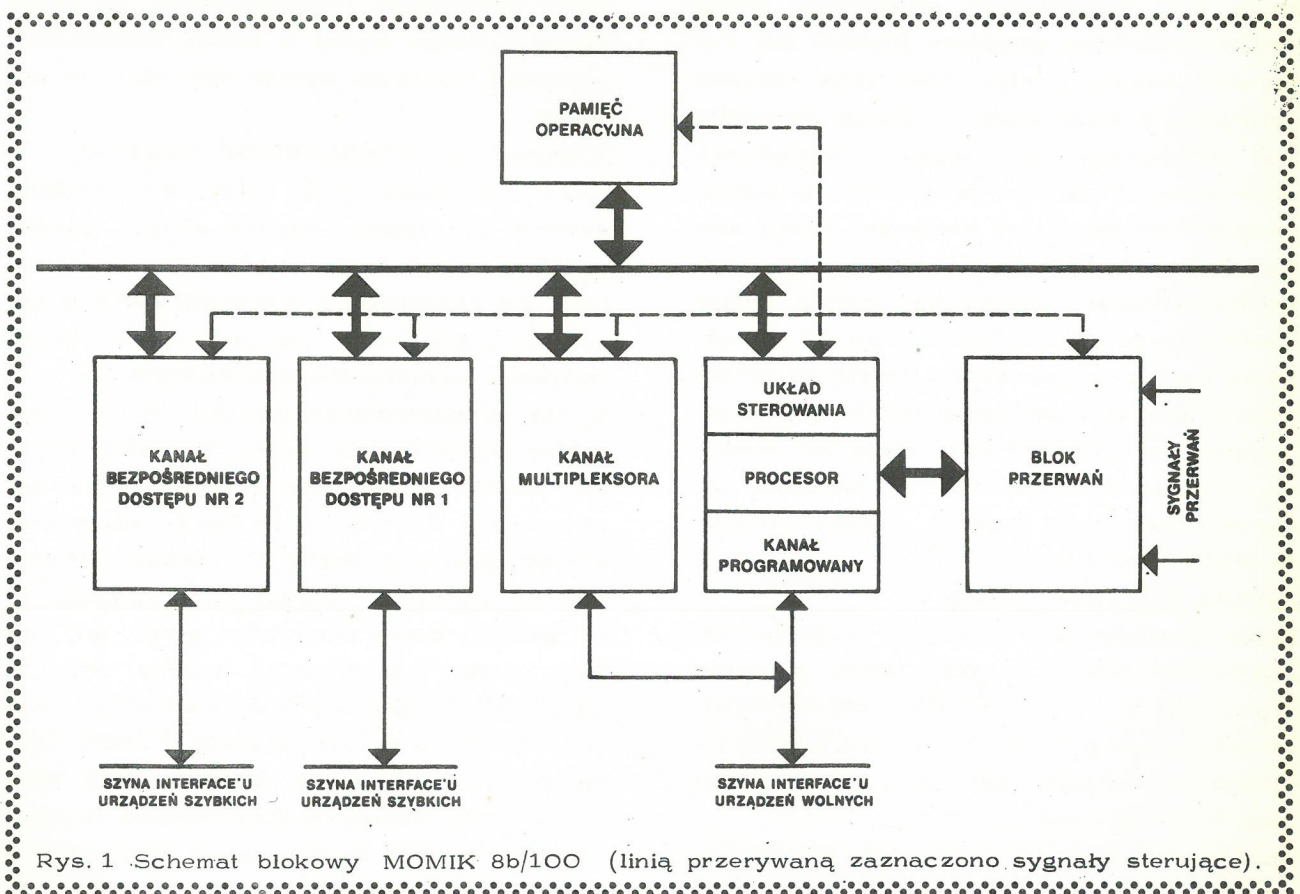 PAMIĘĆ
OPERACYJNA
KANAŁ
BEZPOŚREDNIEGO
DOSTĘPU NR 2
KANAŁ
BEZPOŚREDNIEGO
DOSTĘPU NR 1
KANAŁ
MULTIPLEKSORA
UKŁAD
STEROWANIA
PROCESOR
KANAŁ
PROGRAMOWANY
BLOK
PRZERWAŃ
SYGNAŁY
PRZERWAŃ
SZYNA INTERFACE'U
URZĄDZEŃ SZYBKICH
SZYNA INTERFACE'U
URZĄDZEŃ SZYBKICH
SZYNA INTERFACE'U
URZĄDZEŃ WOLNYCH
Rys. 1 Schemat blokowy MOMIK 8b/100 (linią przerywaną zaznaczono sygnały sterujące).